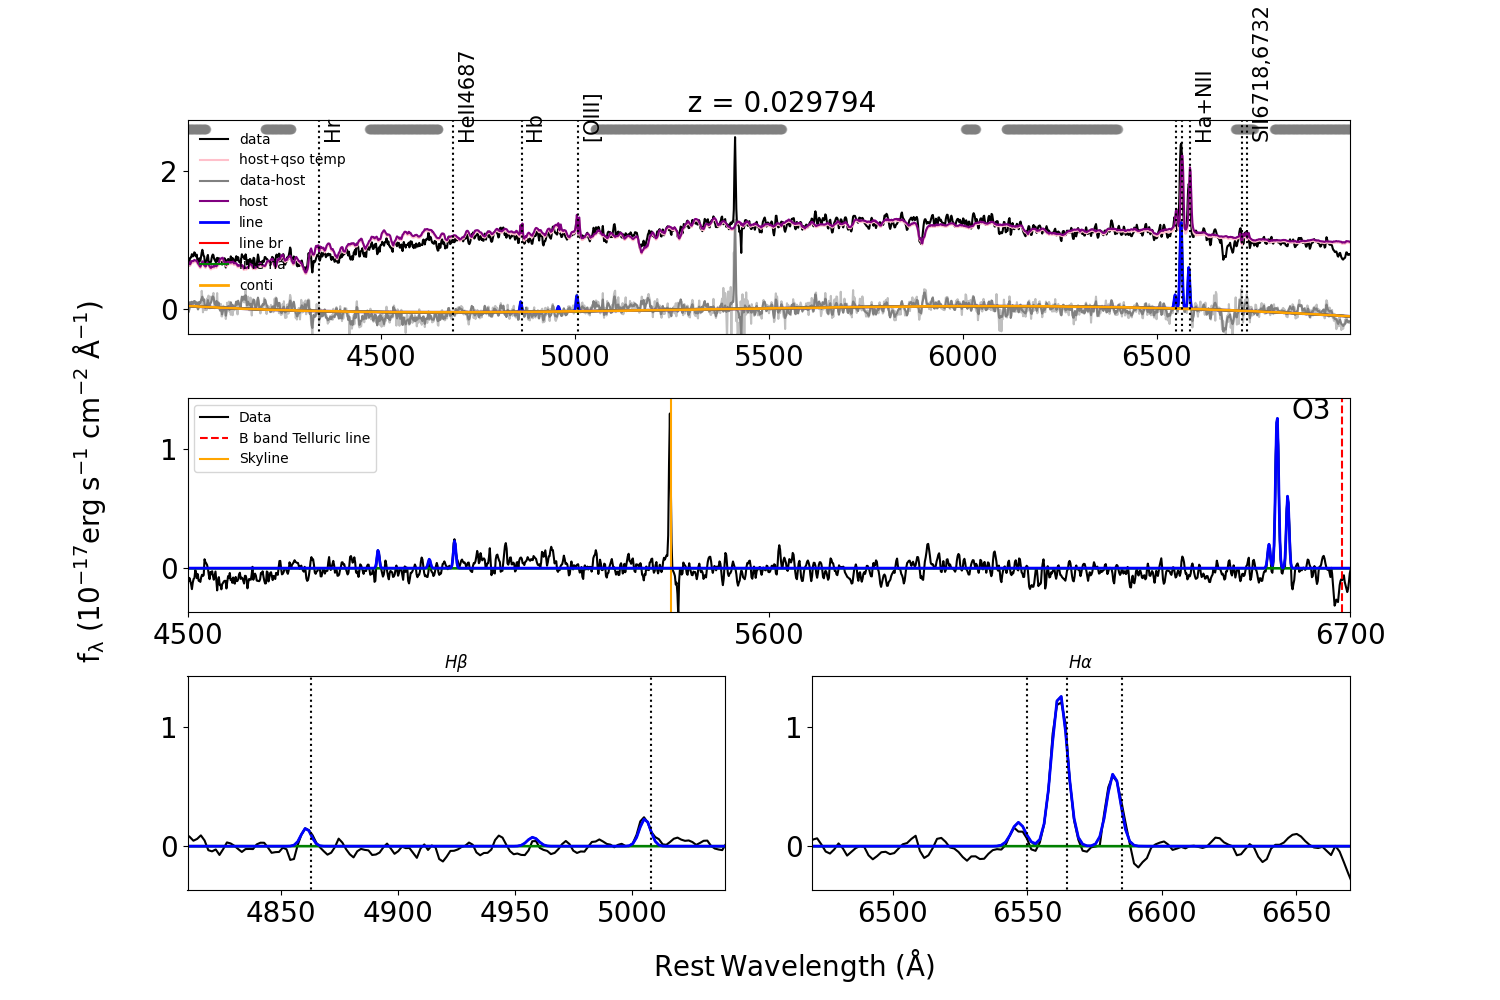 z = 0.029794
Hr
HeII4687
Hb
[OIII]
Ha+NII
SII6718,6732
data
host+qso temp
data-host
host
line
line br
conti
2
0
4500 5000 5500 6000 6500
fλ (10⁻¹⁷erg s⁻¹ cm⁻² Å⁻¹)
Data
B band Telluric line
Skyline
O3
1
0
4500 5600 6700
Hβ
1
0
4850 4900 4950 5000
Hα
1
0
6500 6550 6600 6650
Rest Wavelength (Å)